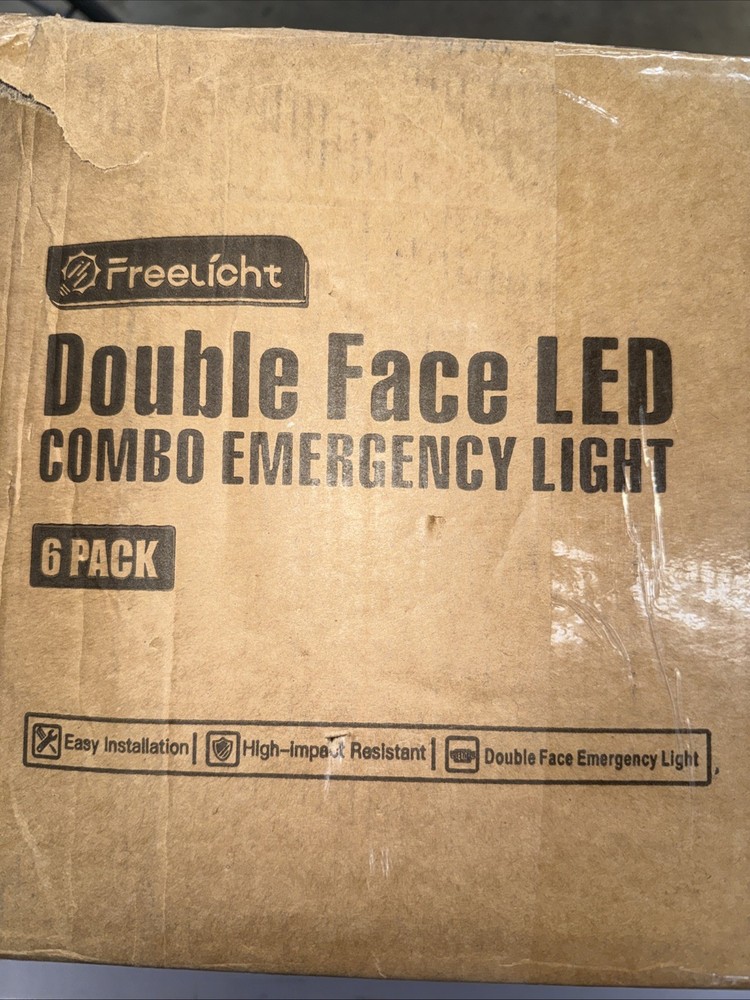 Freelicht
Double Face LED
COMBO EMERGENCY LIGHT
6 PACK
Easy Installation | High-impact Resistant | Double Face Emergency Light